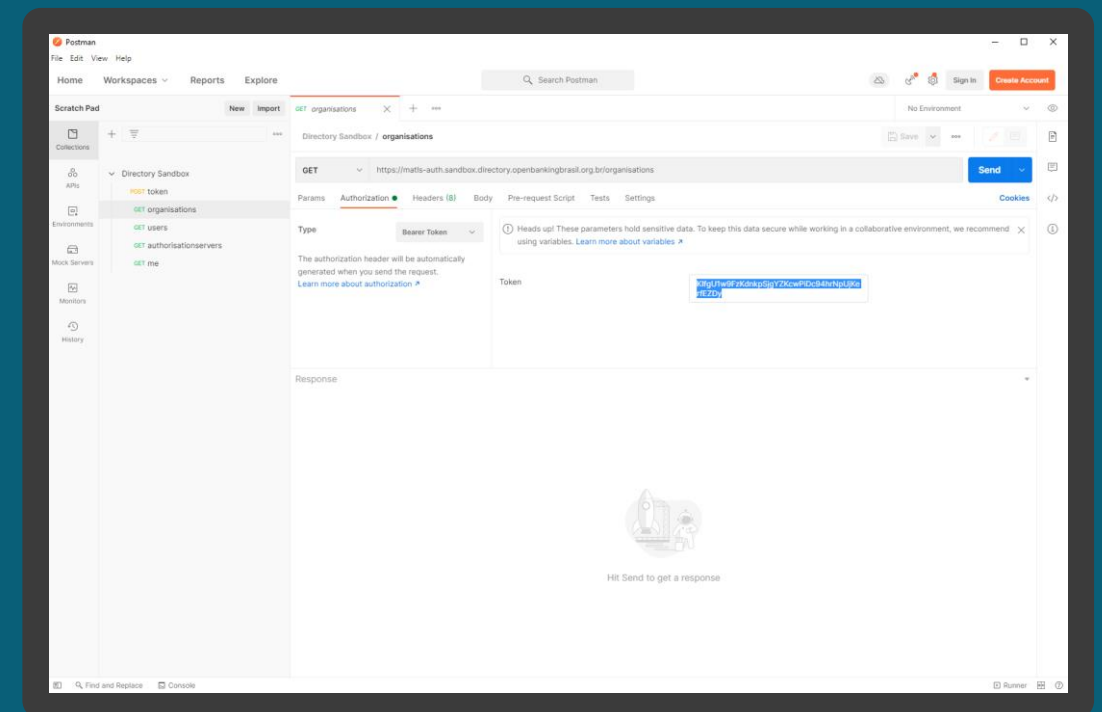 Postman
File Edit View Help
Home Workspaces Reports Explore
Search Postman
Sign In Create Account
Scratch Pad New Import
GET organisations
No Environment
Collections
Directory Sandbox / organisations
Save
APIs
Directory Sandbox
POST token
GET organisations
GET users
GET authorisationservers
GET me
Environments
Mock Servers
Monitors
History
GET https://matls-auth.sandbox.directory.openbankingbrasil.org.br/organisations
Send
Params Authorization Headers (8) Body Pre-request Script Tests Settings
Cookies
Type Bearer Token
The authorization header will be automatically
generated when you send the request.
Learn more about authorization
Heads up! These parameters hold sensitive data. To keep this data secure while working in a collaborative environment, we recommend
using variables. Learn more about variables
Token
Response
Hit Send to get a response
Find and Replace Console
Runner